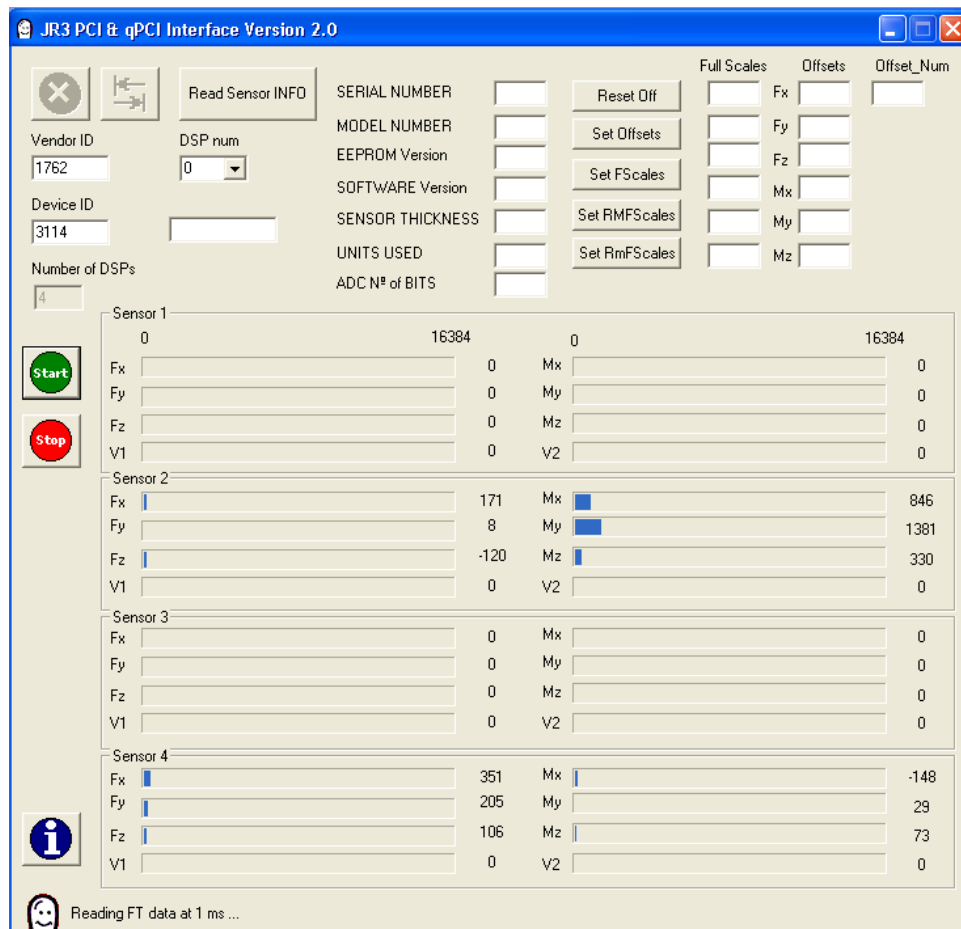 JR3 PCI & qPCI Interface Version 2.0
Full Scales Offsets Offset_Num
Read Sensor INFO SERIAL NUMBER Reset Off Fx
Vendor ID DSP num MODEL NUMBER Set Offsets Fy
1762 0 EEPROM Version Fz
SOFTWARE Version Set FScales Mx
Device ID
3114 SENSOR THICKNESS Set RMFScales My
UNITS USED Set RmFScales Mz
Number of DSPs
4 ADC Nº of BITS
Sensor 1
0 16384 0 16384
Start
Fx 0 Mx 0
Fy 0 My 0
Fz 0 Mz 0
Stop
V1 0 V2 0
Sensor 2
Fx 171 Mx 846
Fy 8 My 1381
Fz -120 Mz 330
V1 0 V2 0
Sensor 3
Fx 0 Mx 0
Fy 0 My 0
Fz 0 Mz 0
V1 0 V2 0
Sensor 4
Fx 351 Mx -148
Fy 205 My 29
Fz 106 Mz 73
V1 0 V2 0
Reading FT data at 1 ms ...